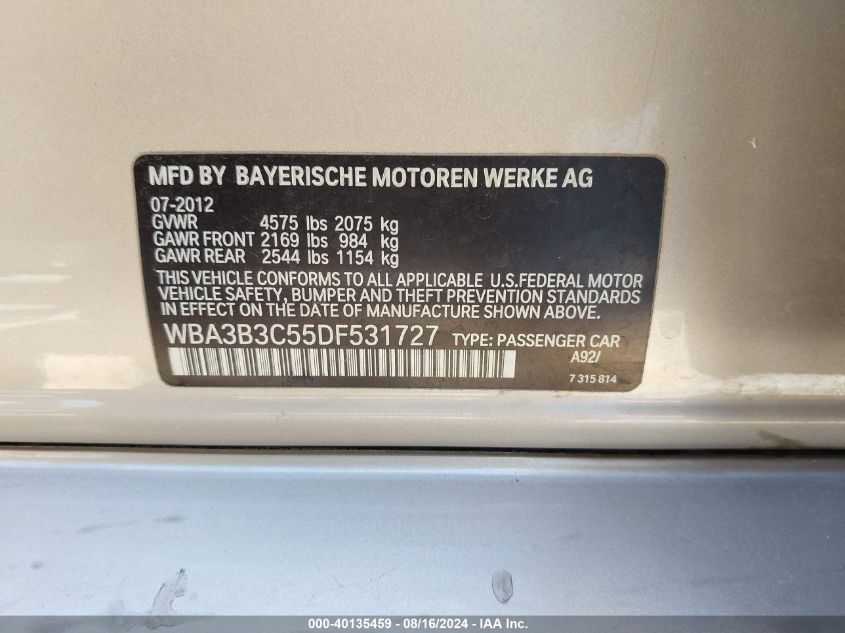 MFD BY BAYERISCHE MOTOREN WERKE AG
07-2012
GVWR 4575 lbs 2075 kg
GAWR FRONT 2169 lbs 984 kg
GAWR REAR 2544 lbs 1154 kg
THIS VEHICLE CONFORMS TO ALL APPLICABLE U.S.FEDERAL MOTOR
VEHICLE SAFETY, BUMPER AND THEFT PREVENTION STANDARDS
IN EFFECT ON THE DATE OF MANUFACTURE SHOWN ABOVE.
WBA3B3C55DF531727 TYPE: PASSENGER CAR
A92/
7 315 814
000-40135459 - 08/16/2024 - IAA Inc.